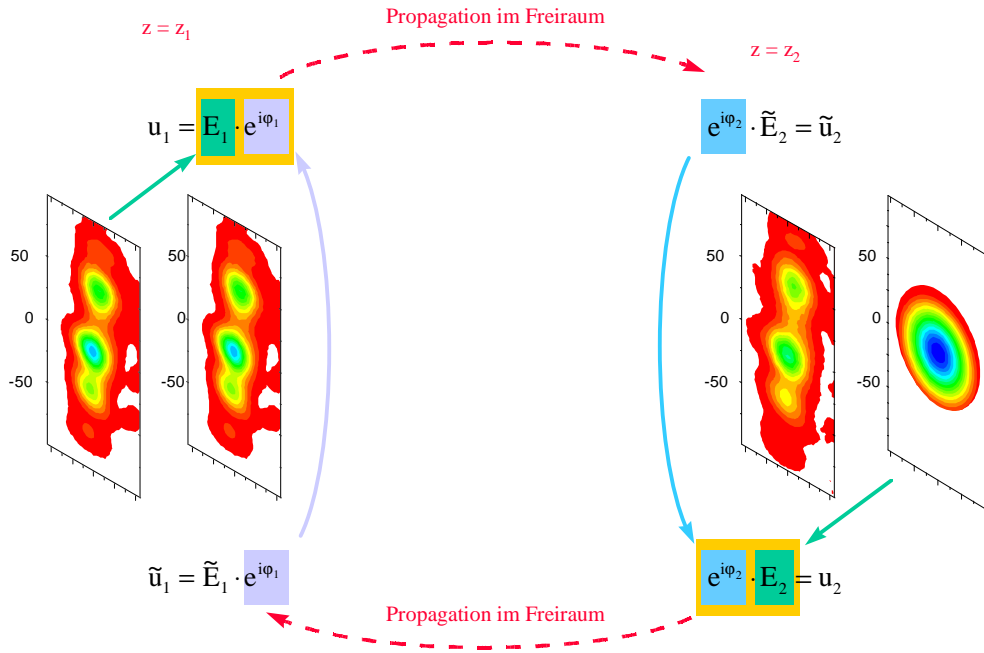 Propagation im Freiraum
z = z₁
z = z₂
u₁ = E₁ · e^{iφ₁}
e^{iφ₂} · Ẽ₂ = ũ₂
50
0
-50
50
0
-50
50
0
-50
50
0
-50
ũ₁ = Ẽ₁ · e^{iφ₁}
e^{iφ₂} · E₂ = u₂
Propagation im Freiraum